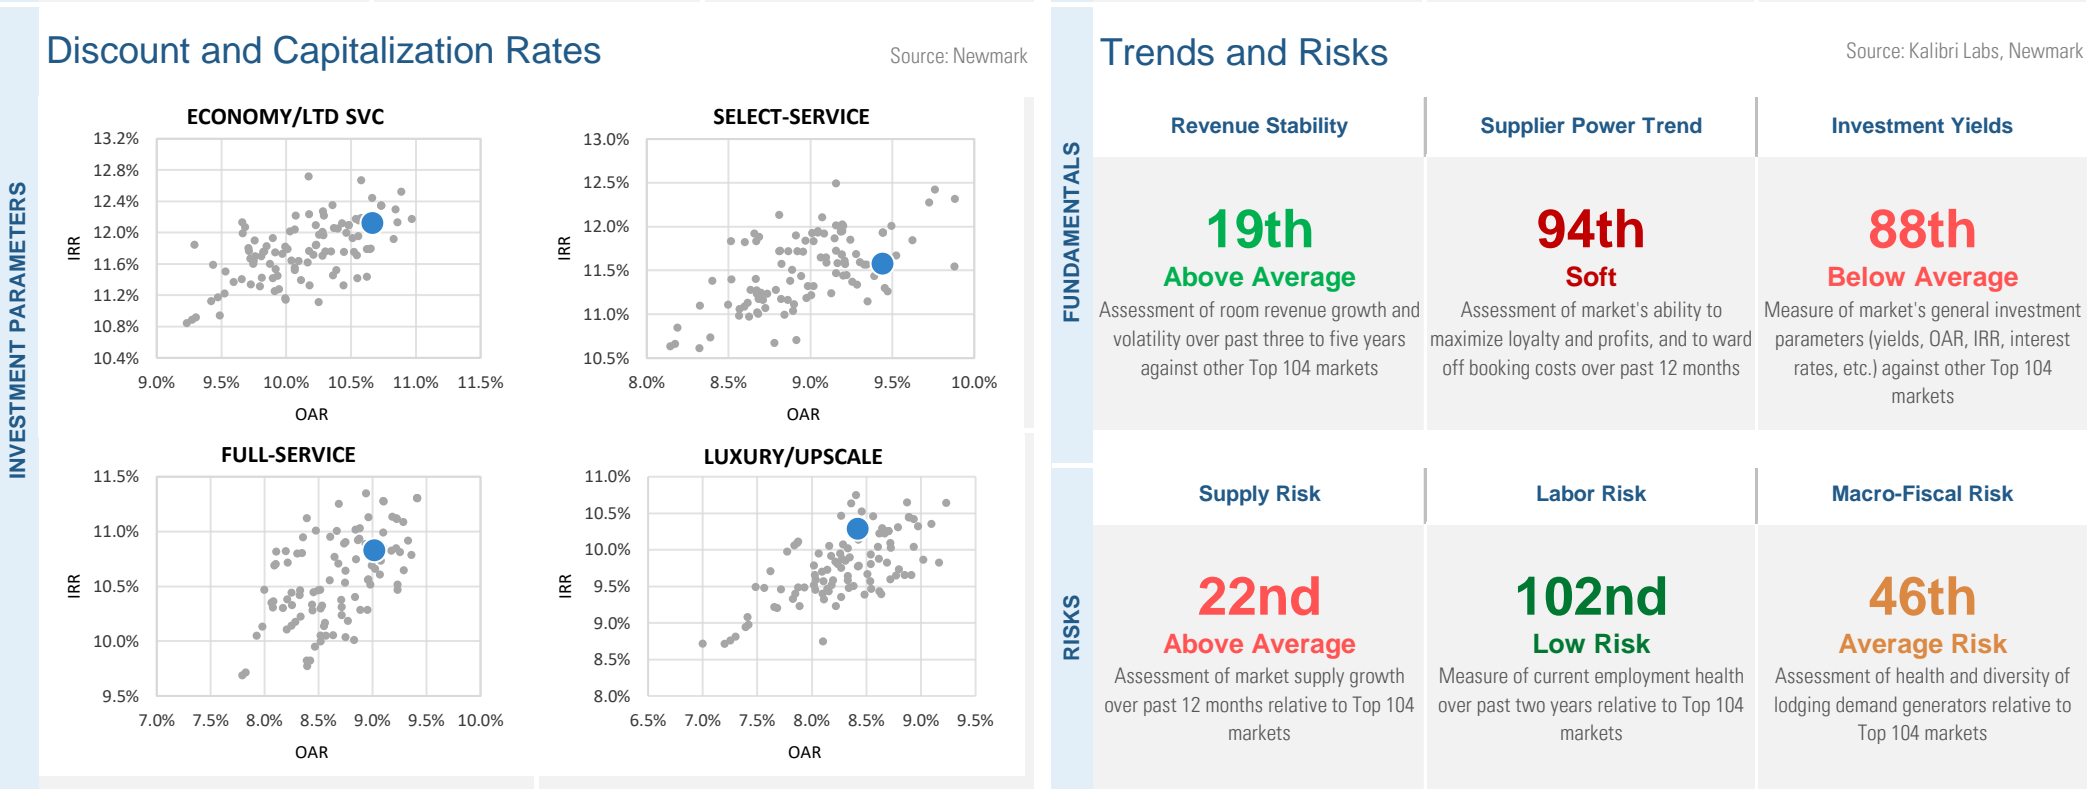 INVESTMENT PARAMETERS
Discount and Capitalization Rates
Source: Newmark
ECONOMY/LTD SVC
IRR
13.2%
12.8%
12.4%
12.0%
11.6%
11.2%
10.8%
10.4%
9.0% 9.5% 10.0% 10.5% 11.0% 11.5%
OAR
SELECT-SERVICE
IRR
13.0%
12.5%
12.0%
11.5%
11.0%
10.5%
8.0% 8.5% 9.0% 9.5% 10.0%
OAR
FULL-SERVICE
IRR
11.5%
11.0%
10.5%
10.0%
9.5%
7.0% 7.5% 8.0% 8.5% 9.0% 9.5% 10.0%
OAR
LUXURY/UPSCALE
IRR
11.0%
10.5%
10.0%
9.5%
9.0%
8.5%
8.0%
6.5% 7.0% 7.5% 8.0% 8.5% 9.0% 9.5%
OAR
Trends and Risks
Source: Kalibri Labs, Newmark
FUNDAMENTALS
Revenue Stability
19th
Above Average
Assessment of room revenue growth and
volatility over past three to five years
against other Top 104 markets
Supplier Power Trend
94th
Soft
Assessment of market's ability to
maximize loyalty and profits, and to ward
off booking costs over past 12 months
Investment Yields
88th
Below Average
Measure of market's general investment
parameters (yields, OAR, IRR, interest
rates, etc.) against other Top 104
markets
RISKS
Supply Risk
22nd
Above Average
Assessment of market supply growth
over past 12 months relative to Top 104
markets
Labor Risk
102nd
Low Risk
Measure of current employment health
over past two years relative to Top 104
markets
Macro-Fiscal Risk
46th
Average Risk
Assessment of health and diversity of
lodging demand generators relative to
Top 104 markets